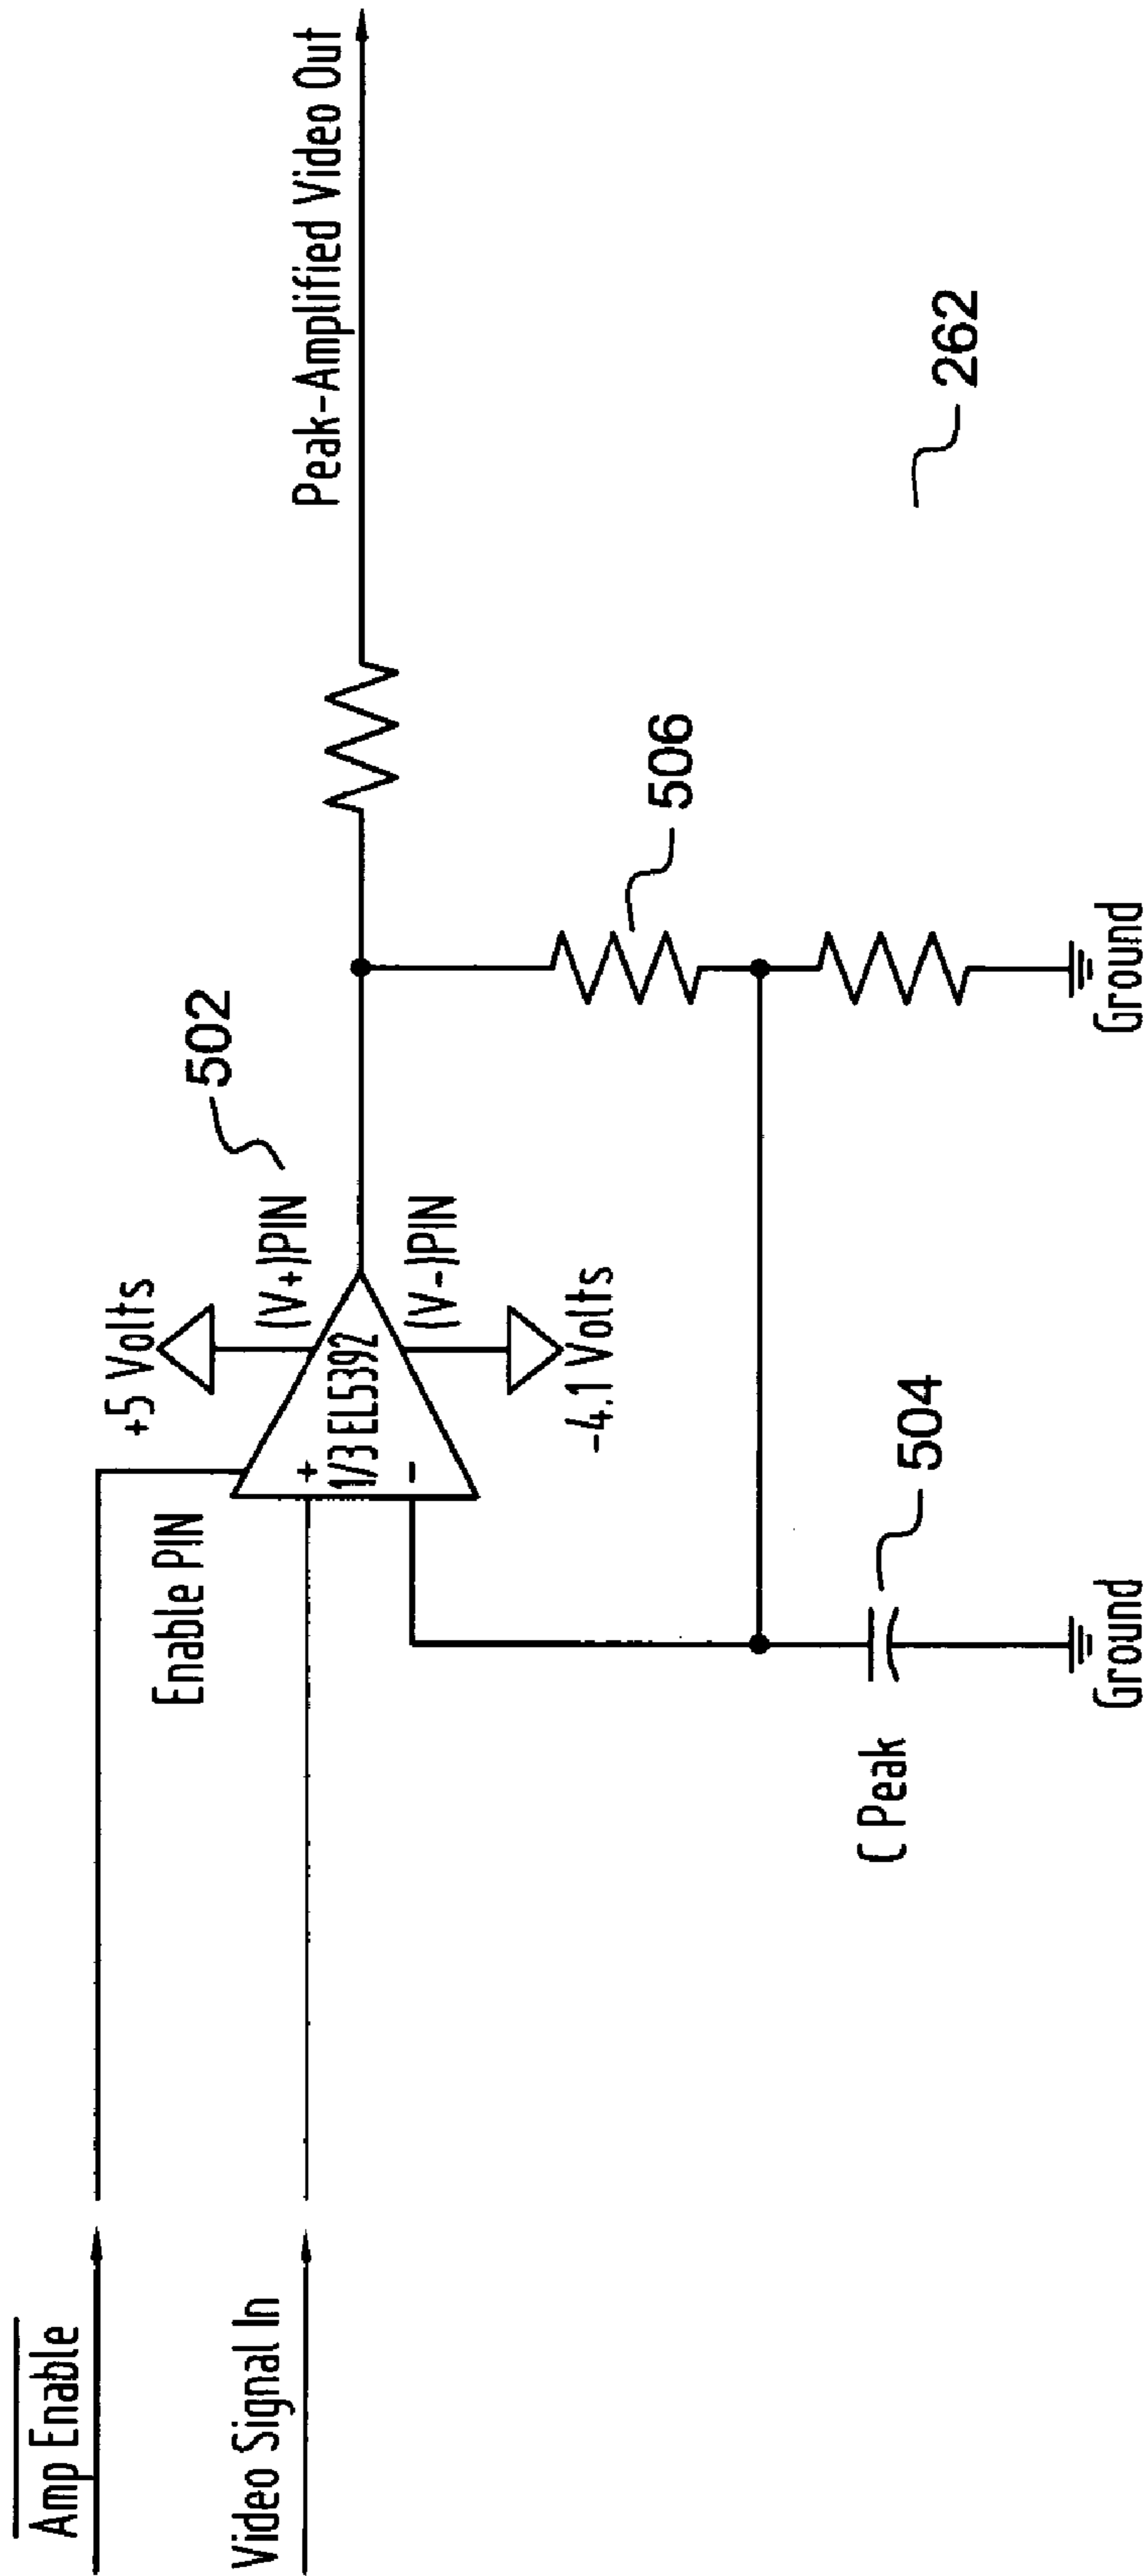 Amp Enable
Video Signal In
Enable PIN
+5 Volts
(V+)PIN
502
1/3 EL5392
+
-
(V-)PIN
-4.1 Volts
Peak-Amplified Video Out
506
C Peak
504
Ground
Ground
262